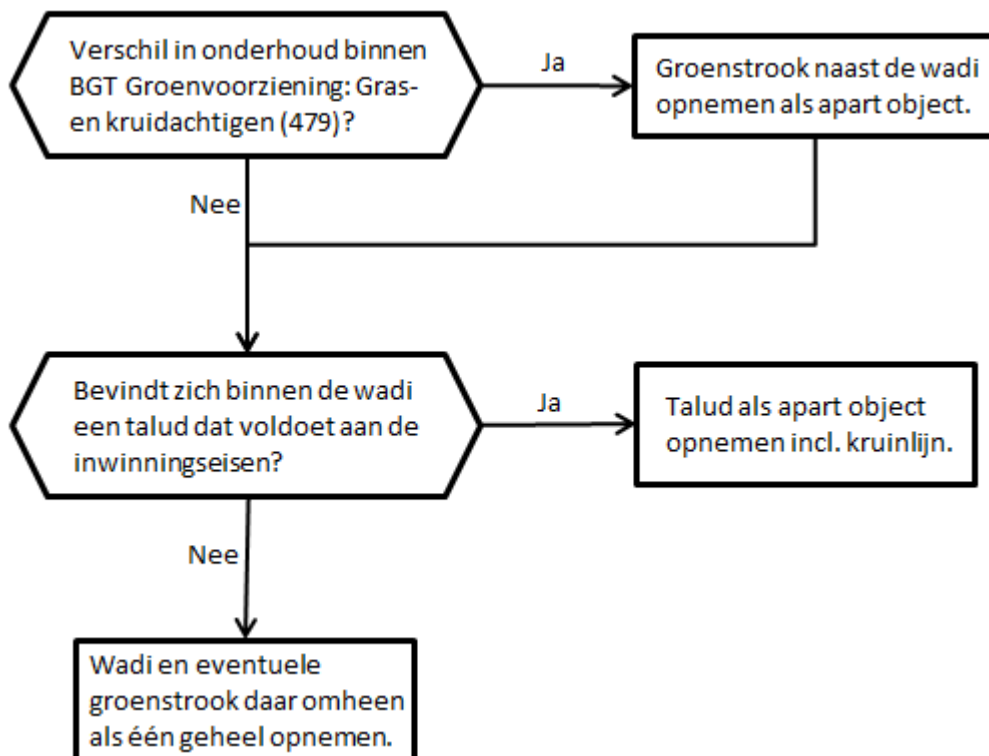 Verschil in onderhoud binnen
BGT Groenvoorziening: Gras-
en kruidachtigen (479)?
Ja
Groenstrook naast de wadi
opnemen als apart object.
Nee
Bevindt zich binnen de wadi
een talud dat voldoet aan de
inwinningseisen?
Ja
Talud als apart object
opnemen incl. kruinlijn.
Nee
Wadi en eventuele
groenstrook daar omheen
als één geheel opnemen.